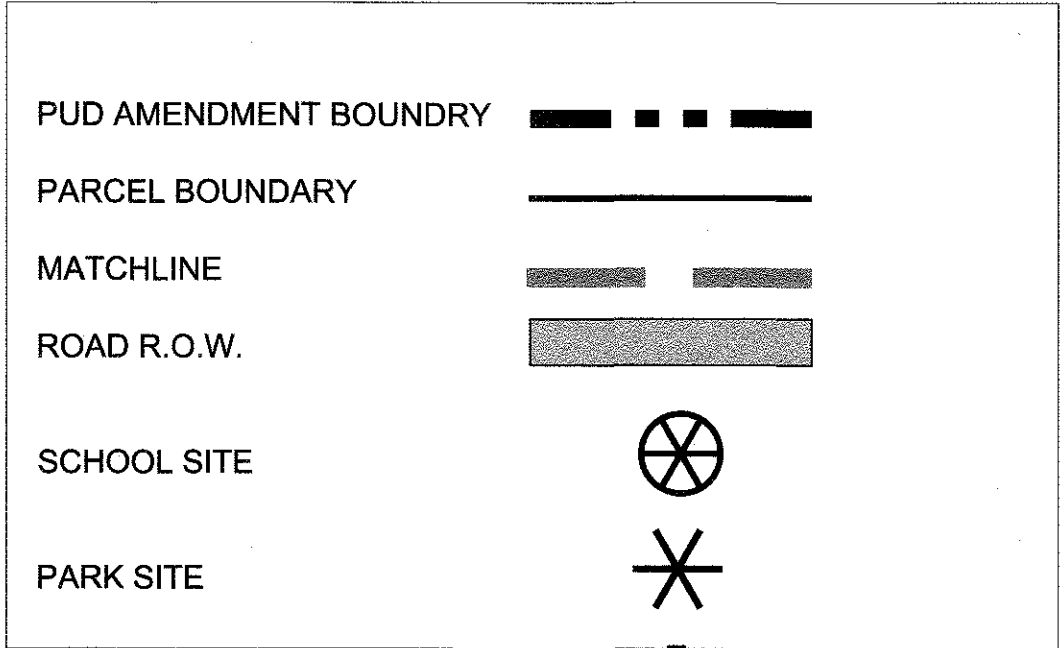 PUD AMENDMENT BOUNDRY
PARCEL BOUNDARY
MATCHLINE
ROAD R.O.W.
SCHOOL SITE
PARK SITE